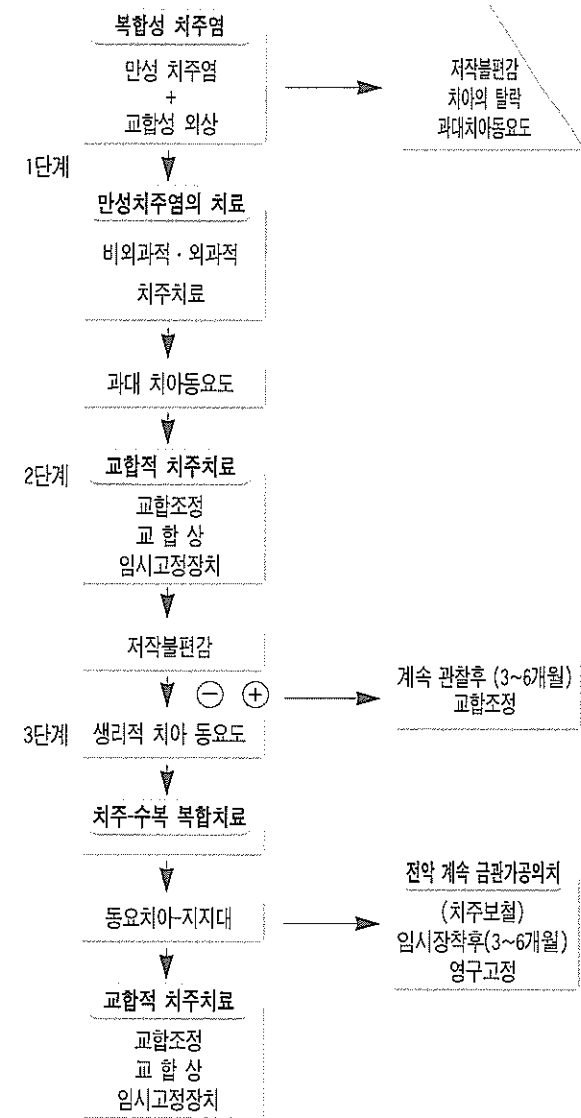 복합성 치주염
만성 치주염
+
교합성 외상
저작불편감
치아의 탈락
과대치아동요도
1단계
만성치주염의 치료
비외과적·외과적
치주치료
과대 치아동요도
2단계
교합적 치주치료
교합조정
교 합 상
임시고정장치
저작불편감
⊖ ⊕
계속 관찰후 (3~6개월)
교합조정
3단계
생리적 치아 동요도
치주-수복 복합치료
동요치아-지지대
전악 계속 금관가공의치
(치주보철)
임시장착후(3~6개월)
영구고정
교합적 치주치료
교합조정
교 합 상
임시고정장치